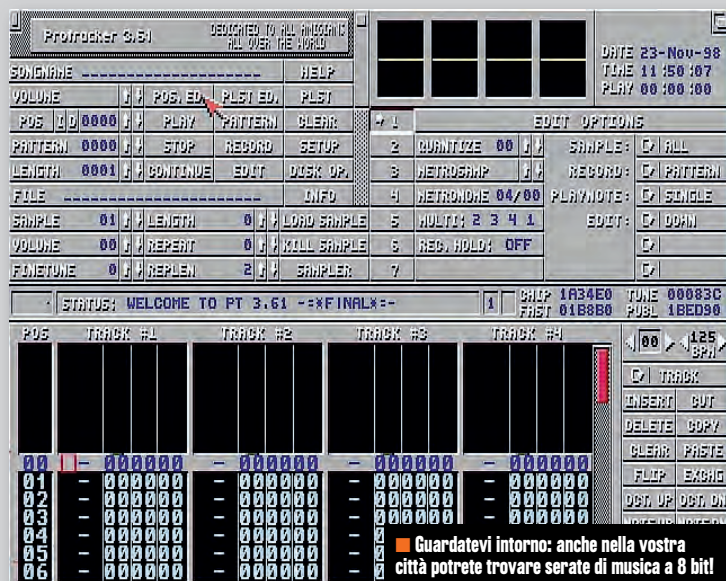 Protracker 3.61
DEDICATED TO ALL AMIGIANS
ALL OVER THE WORLD
DATE 23-Nov-98
TIME 11:50:07
PLAY 00:00:00
SONGNAME ____________________ HELP
VOLUME POS. ED. PLST ED. PLST
POS I D 0000 PLAY PATTERN CLEAR
PATTERN 0000 STOP RECORD SETUP
LENGTH 0001 CONTINUE EDIT DISK OP.
FILE ____________________ INFO
SAMPLE 01 LENGTH 0 LOAD SAMPLE
VOLUME 00 REPEAT 0 KILL SAMPLE
FINETUNE 0 REPLEN 2 SAMPLER
1 EDIT OPTIONS
2 QUANTIZE 00 SAMPLE: ALL
3 METROSAMP RECORD: PATTERN
4 METRONOME 04/00 PLAYNOTE: SINGLE
5 MULTI: 2 3 4 1 EDIT: DOWN
6 REC. HOLD: OFF
7
STATUS: WELCOME TO PT 3.61 -:*FINAL*:- 1
CHIP 1A34E0 TUNE 00083C
FAST 01B8B0 PUBL 1BED90
POS TRACK #1 TRACK #2 TRACK #3 TRACK #4
00 125 BPM
TRACK
INSERT CUT
DELETE COPY
CLEAR PASTE
FLIP EXCHG
OCT. UP OCT. DN
00 - 000000 - 000000 - 000000 - 000000
01 - 000000 - 000000 - 000000 - 000000
02 - 000000 - 000000 - 000000 - 000000
03 - 000000 - 000000 - 000000 - 000000
04 - 000000 - 000000
05 - 000000 - 000000
06 - 000000 - 000000
Guardatevi intorno: anche nella vostra
città potrete trovare serate di musica a 8 bit!